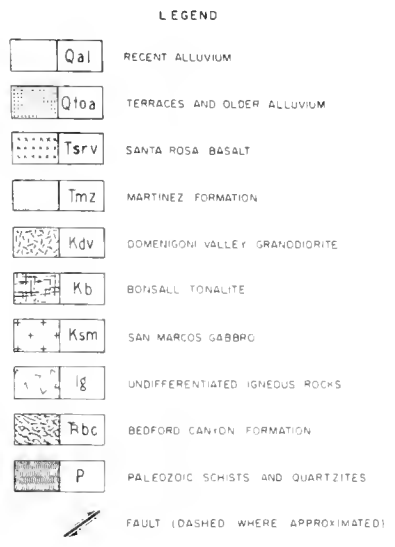 LEGEND
Qal RECENT ALLUVIUM
Qtoa TERRACES AND OLDER ALLUVIUM
Tsrv SANTA ROSA BASALT
Tmz MARTINEZ FORMATION
Kdv DOMENIGONI VALLEY GRANODIORITE
Kb BONSALL TONALITE
Ksm SAN MARCOS GABBRO
Ig UNDIFFERENTIATED IGNEOUS ROCKS
Rbc BEDFORD CANYON FORMATION
P PALEOZOIC SCHISTS AND QUARTZITES
FAULT (DASHED WHERE APPROXIMATED)